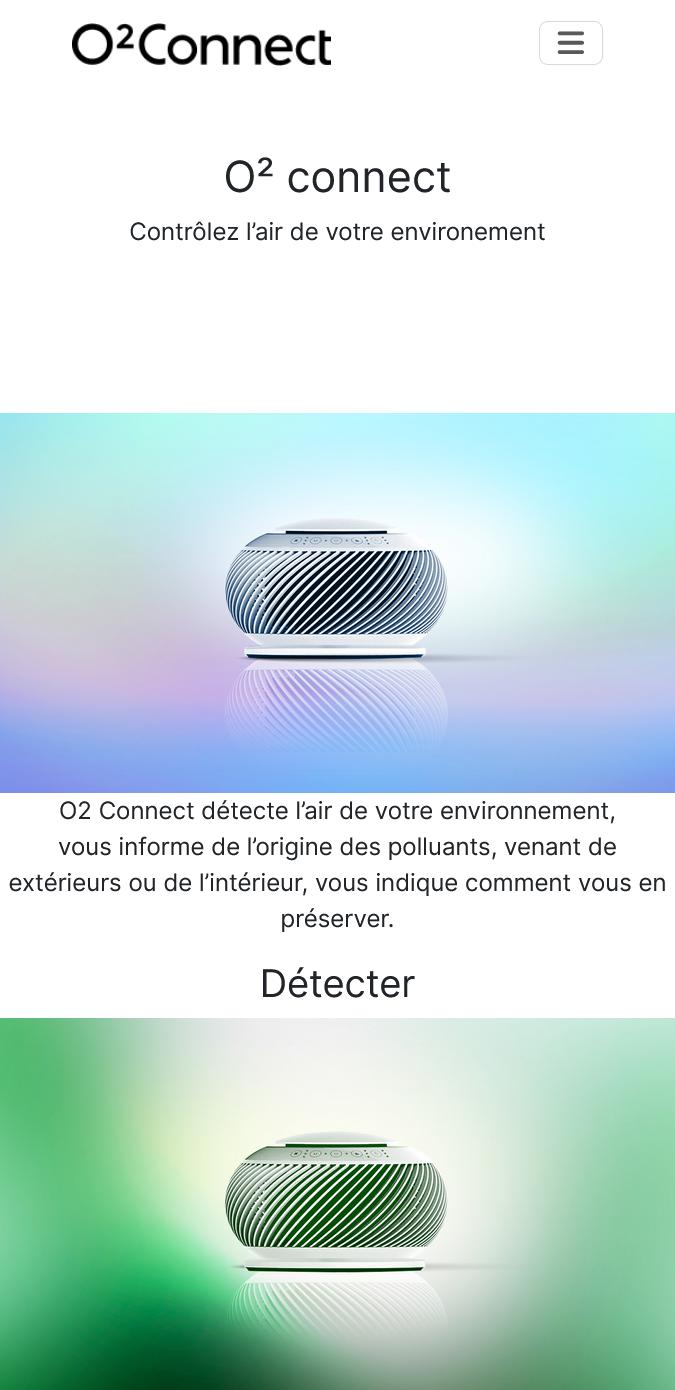 O²Connect
O² connect
Contrôlez l’air de votre environement
O2 Connect détecte l’air de votre environnement,
vous informe de l’origine des polluants, venant de
extérieurs ou de l’intérieur, vous indique comment vous en
préserver.
Détecter